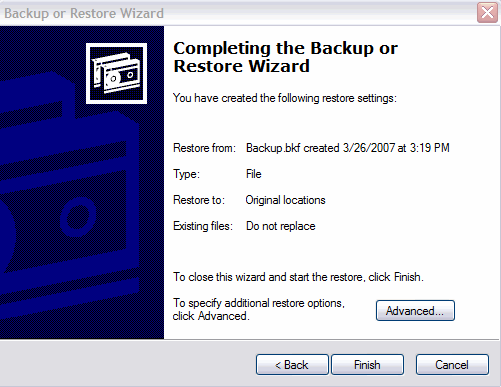 Backup or Restore Wizard
Completing the Backup or
Restore Wizard
You have created the following restore settings:
Restore from: Backup.bkf created 3/26/2007 at 3:19 PM
Type: File
Restore to: Original locations
Existing files: Do not replace
To close this wizard and start the restore, click Finish.
To specify additional restore options,
click Advanced.
Advanced...
< Back Finish Cancel